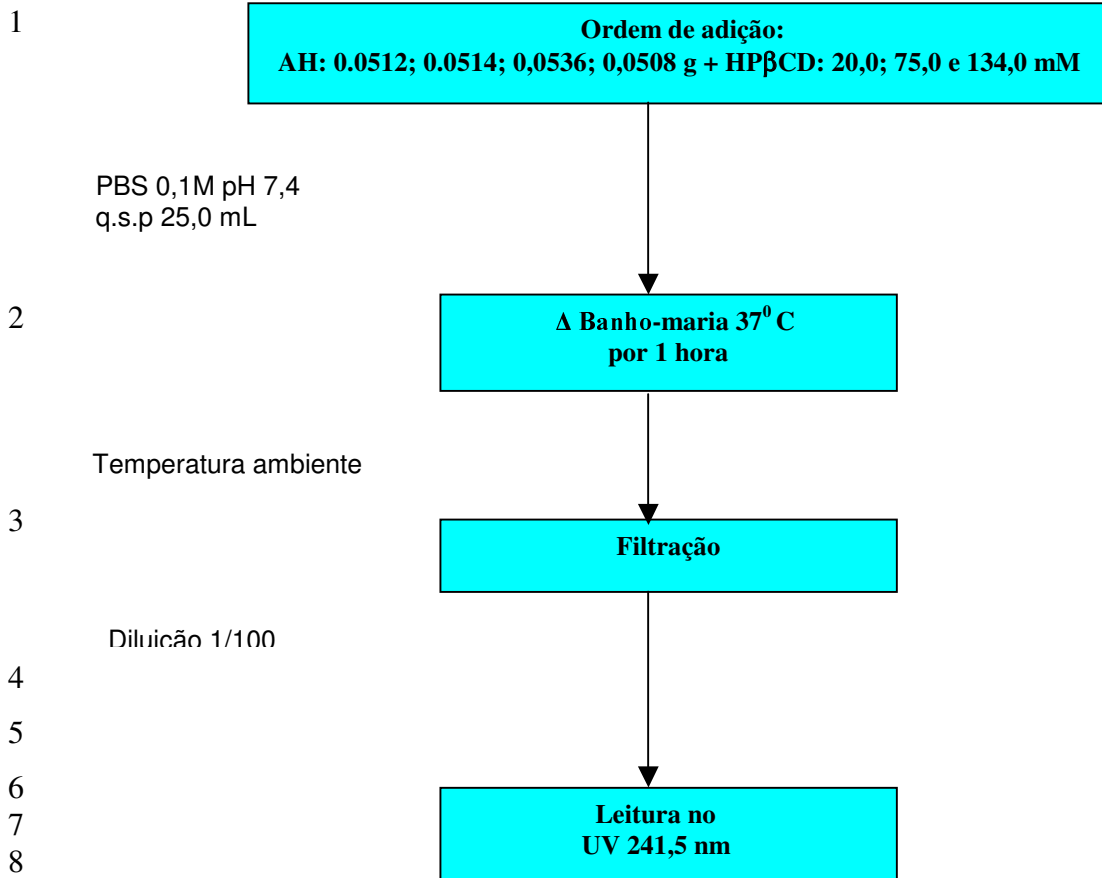 1
Ordem de adição:
AH: 0.0512; 0.0514; 0,0536; 0,0508 g + HPβCD: 20,0; 75,0 e 134,0 mM
PBS 0,1M pH 7,4
q.s.p 25,0 mL
2
Δ Banho-maria 37⁰ C
por 1 hora
Temperatura ambiente
3
Filtração
Diluição 1/100
4
5
6
Leitura no
7
UV 241,5 nm
8